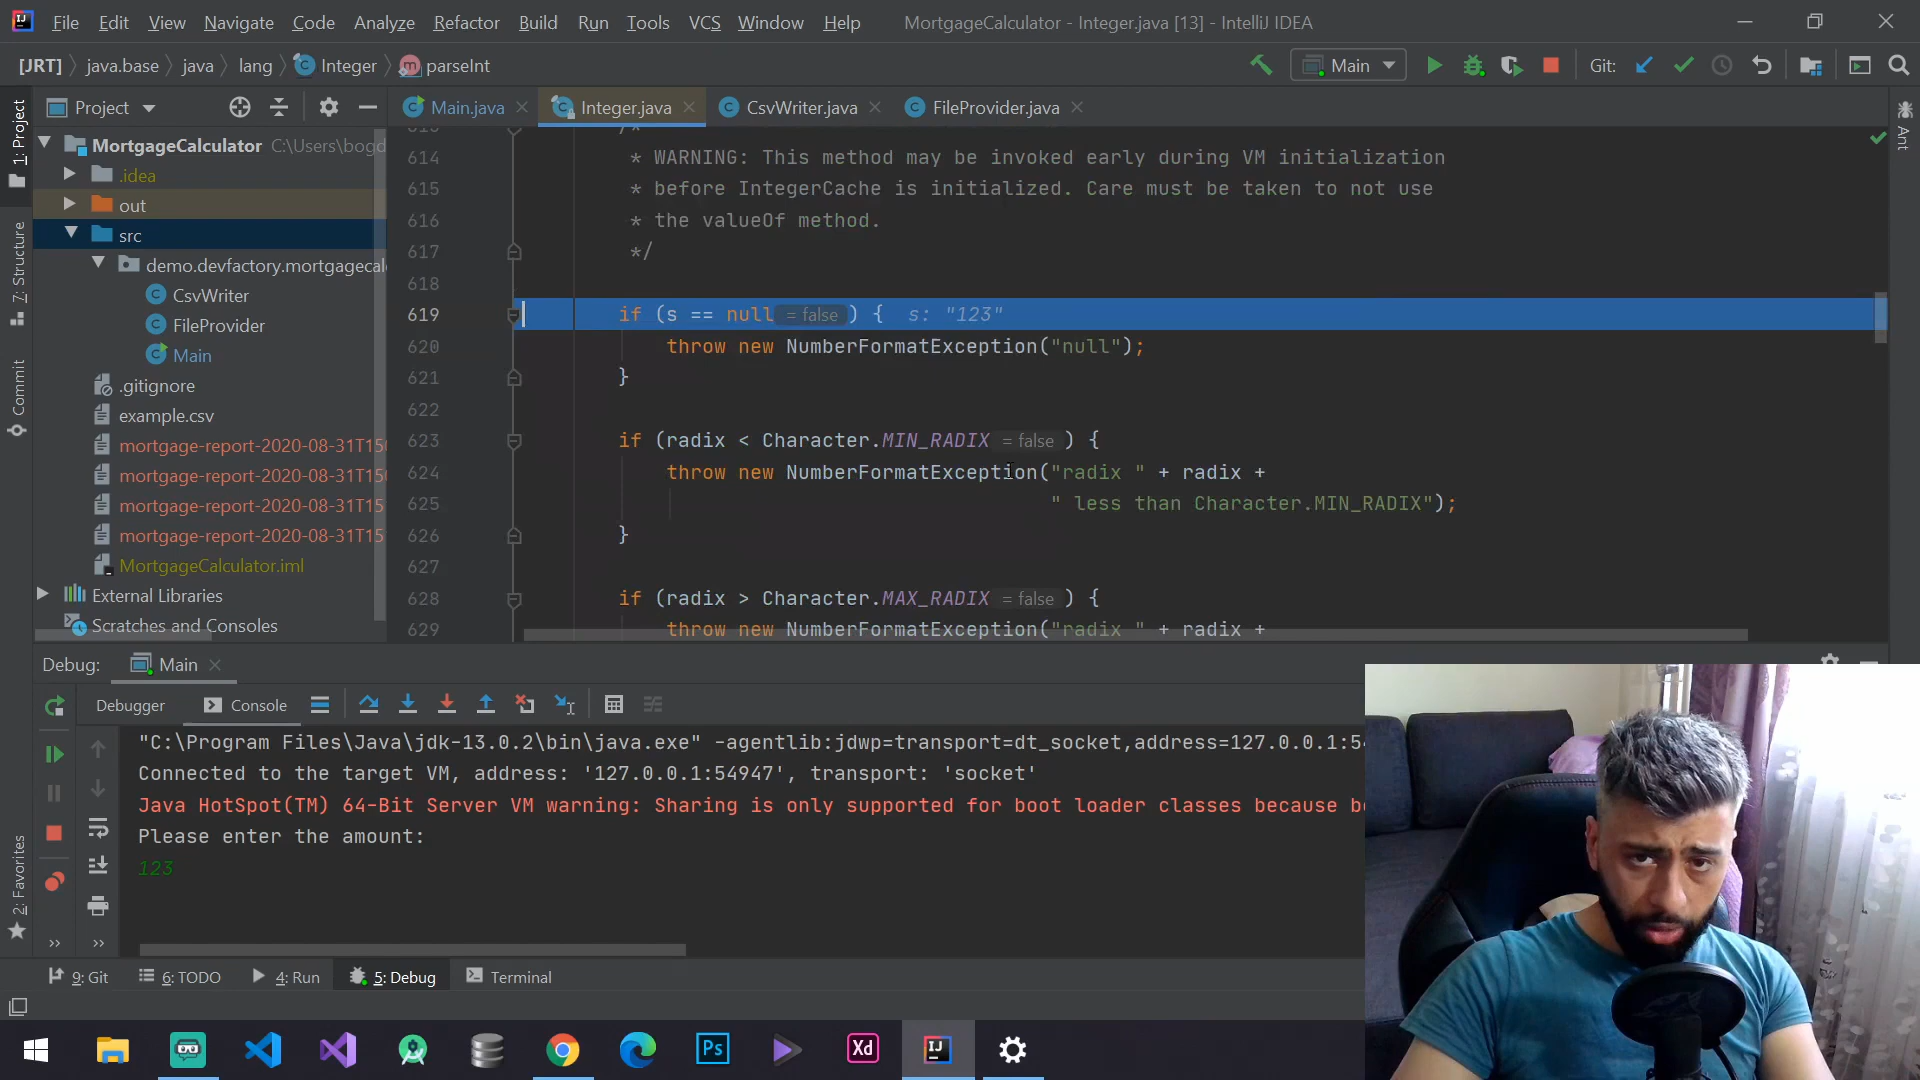 File Edit View Navigate Code Analyze Refactor Build Run Tools VCS Window Help MortgageCalculator - Integer.java [13] - IntelliJ IDEA
[JRT] java.base java lang Integer parseInt Main Git:
Project
Main.java Integer.java CsvWriter.java FileProvider.java
1: Project
7: Structure
Commit
2: Favorites
Ant
MortgageCalculator C:\Users\bogd
.idea
out
src
demo.devfactory.mortgagecal
CsvWriter
FileProvider
Main
.gitignore
example.csv
mortgage-report-2020-08-31T15
mortgage-report-2020-08-31T15
mortgage-report-2020-08-31T15
mortgage-report-2020-08-31T15
MortgageCalculator.iml
External Libraries
Scratches and Consoles
613 /*
614 * WARNING: This method may be invoked early during VM initialization
615 * before IntegerCache is initialized. Care must be taken to not use
616 * the valueOf method.
617 */
618
619 if (s == null = false ) { s: "123"
620 throw new NumberFormatException("null");
621 }
622
623 if (radix < Character.MIN_RADIX = false ) {
624 throw new NumberFormatException("radix " + radix +
625 " less than Character.MIN_RADIX");
626 }
627
628 if (radix > Character.MAX_RADIX = false ) {
629 throw new NumberFormatException("radix " + radix +
Debug: Main
Debugger Console
"C:\Program Files\Java\jdk-13.0.2\bin\java.exe" -agentlib:jdwp=transport=dt_socket,address=127.0.0.1:54
Connected to the target VM, address: '127.0.0.1:54947', transport: 'socket'
Java HotSpot(TM) 64-Bit Server VM warning: Sharing is only supported for boot loader classes because bo
Please enter the amount:
123
9: Git 6: TODO 4: Run 5: Debug Terminal
Ps Xd IJ